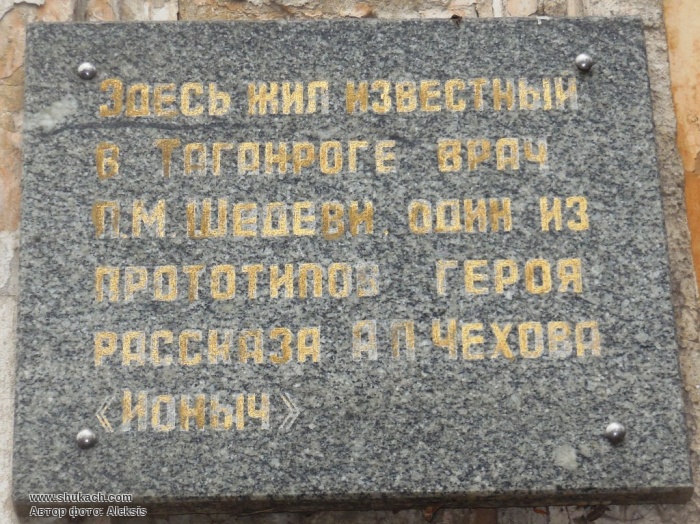 Здесь жил известный
в Таганроге врач
П.М. Шедеви, один из
прототипов героя
рассказа А П Чехова
《Ионыч》
www.shukach.com
Автор фото: Aleksis